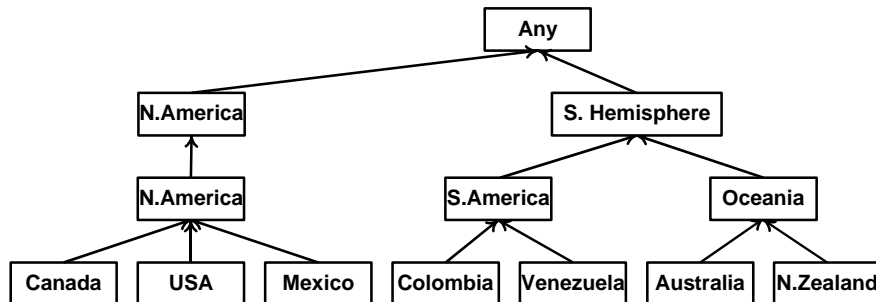 Any
N.America
S. Hemisphere
N.America
S.America
Oceania
Canada
USA
Mexico
Colombia
Venezuela
Australia
N.Zealand